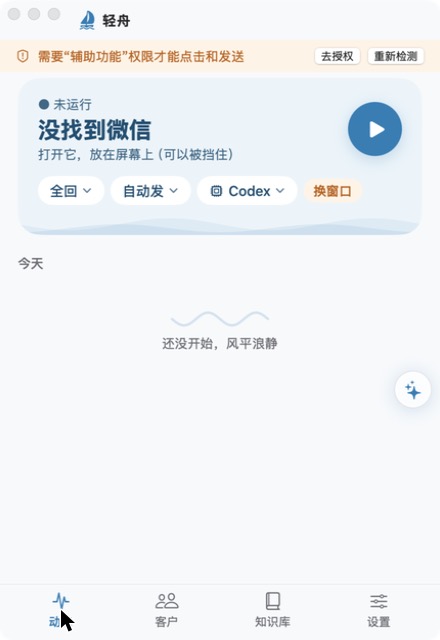 轻舟
需要“辅助功能”权限才能点击和发送
去授权
重新检测
未运行
没找到微信
打开它，放在屏幕上（可以被挡住）
全回
自动发
Codex
换窗口
今天
还没开始，风平浪静
动
客户
知识库
设置